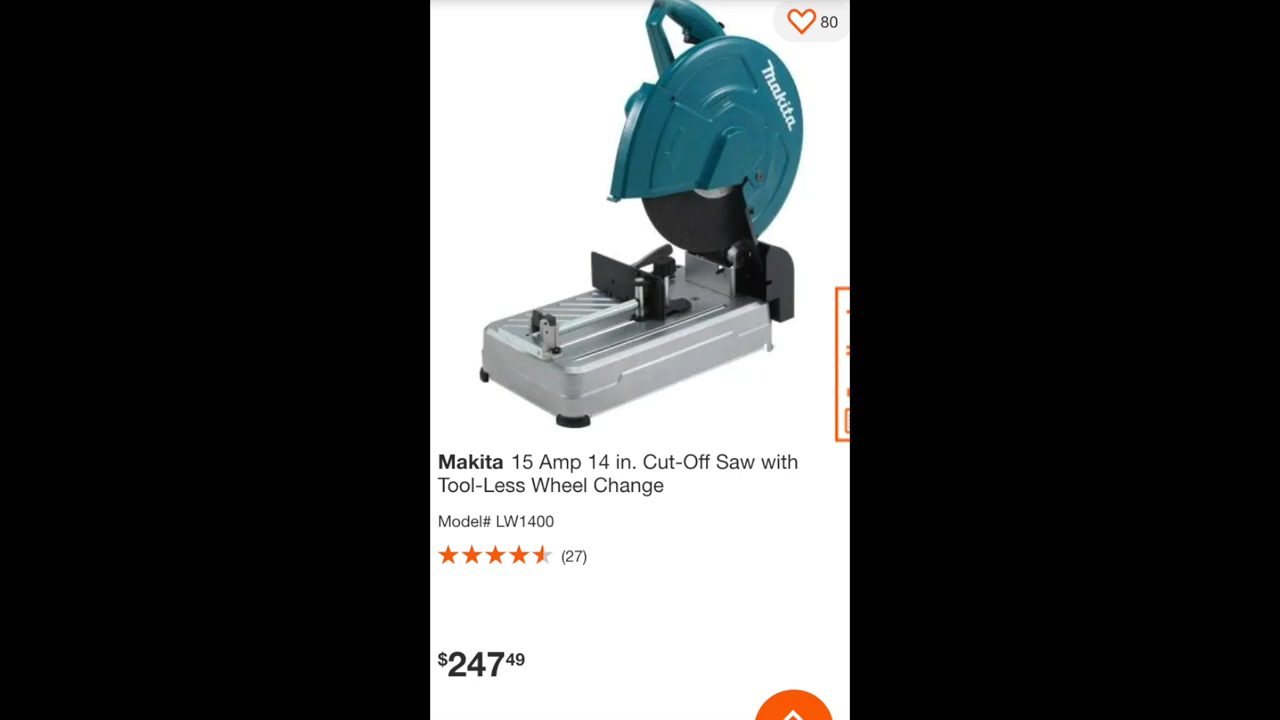 80
Makita
Makita 15 Amp 14 in. Cut-Off Saw with
Tool-Less Wheel Change
Model# LW1400
(27)
$247 49